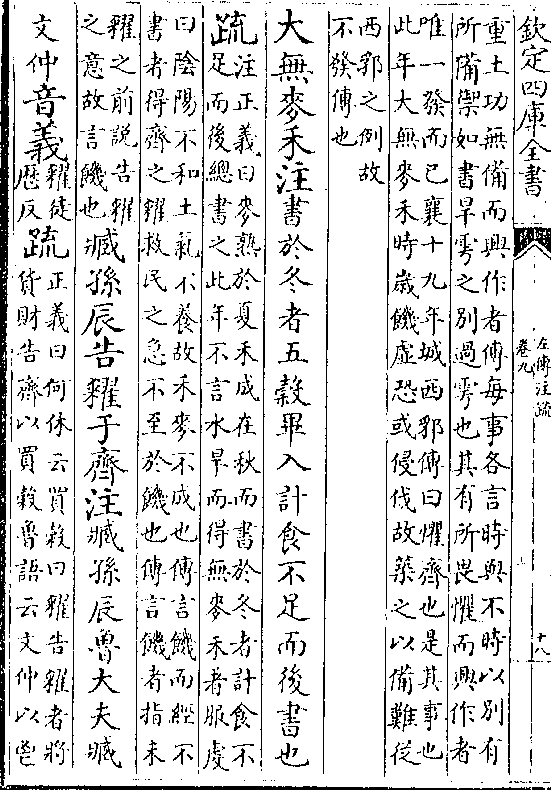 欽定四庫全書
左傳注疏
卷九
十八
重土功無備而興作者傳每事各言時與不時以别有
所備禦如書旱雩之别過雩也其有所畏懼而興作者
唯一發而已襄十九年城西郛傳曰懼齊也是其事也
此年大無麥禾時歲饑虚恐或侵伐故築之以備難從
西郛之例故
不發傳也
大無麥禾注書於冬者五穀畢入計食不足而後書也
疏注正義曰麥熟於夏禾成在秋而書於冬者計食不
足而後總書之此年不言水旱而得無麥禾者服虔
曰陰陽不和土氣不養故禾麥不成也傳言饑而經不
書者得齊之糴救民之急不至於饑也傳言饑者指未
糴之前說告糴
之意故言饑也臧孫辰告糴于齊注臧孫辰魯大夫臧
文仲音義糴徒
歴反疏正義曰何休云買穀曰糴告糴者將
貨財告齊以買穀魯語云文仲以鬯